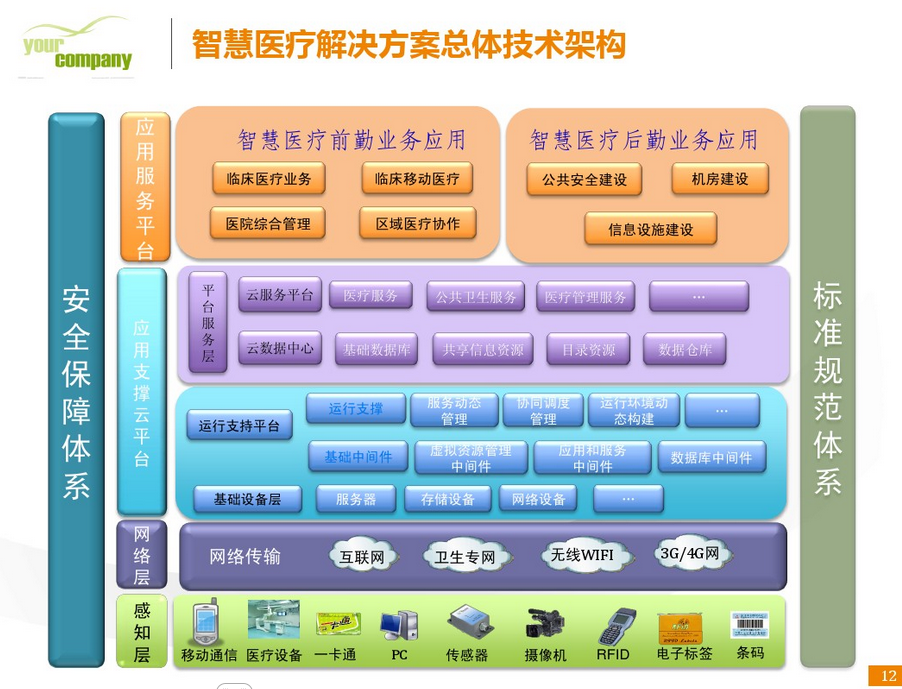 your
company
智慧医疗解决方案总体技术架构
安全保障体系
应用服务平台
智慧医疗前勤业务应用
临床医疗业务
临床移动医疗
医院综合管理
区域医疗协作
智慧医疗后勤业务应用
公共安全建设
机房建设
信息设施建设
标准规范体系
应用支撑云平台
平台服务层
云服务平台
医疗服务
公共卫生服务
医疗管理服务
...
云数据中心
基础数据库
共享信息资源
目录资源
数据仓库
运行支持平台
运行支撑
服务动态
管理
协同调度
管理
运行环境动
态构建
...
基础中间件
虚拟资源管理
中间件
应用和服务
中间件
数据库中间件
基础设备层
服务器
存储设备
网络设备
...
网络层
网络传输
互联网
卫生专网
无线WIFI
3G/4G网
感知层
一卡通
移动通信
医疗设备
一卡通
PC
传感器
摄像机
RFID
电子标签
条码
12